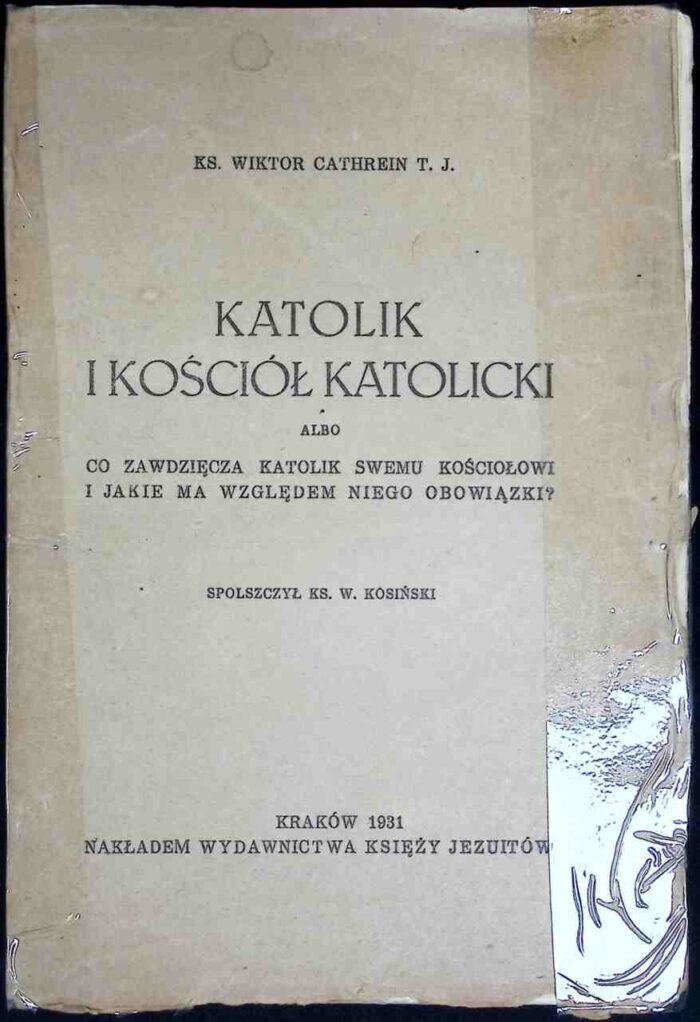 KS. WIKTOR CATHREIN T. J.
KATOLIK
I KOŚCIÓŁ KATOLICKI
ALBO
CO ZAWDZIĘCZA KATOLIK SWEMU KOŚCIOŁOWI
I JAKIE MA WZGLĘDEM NIEGO OBOWIĄZKI?
SPOLSZCZYŁ KS. W. KOSIŃSKI
KRAKÓW 1931
NAKŁADEM WYDAWNICTWA KSIĘŻY JEZUITÓW